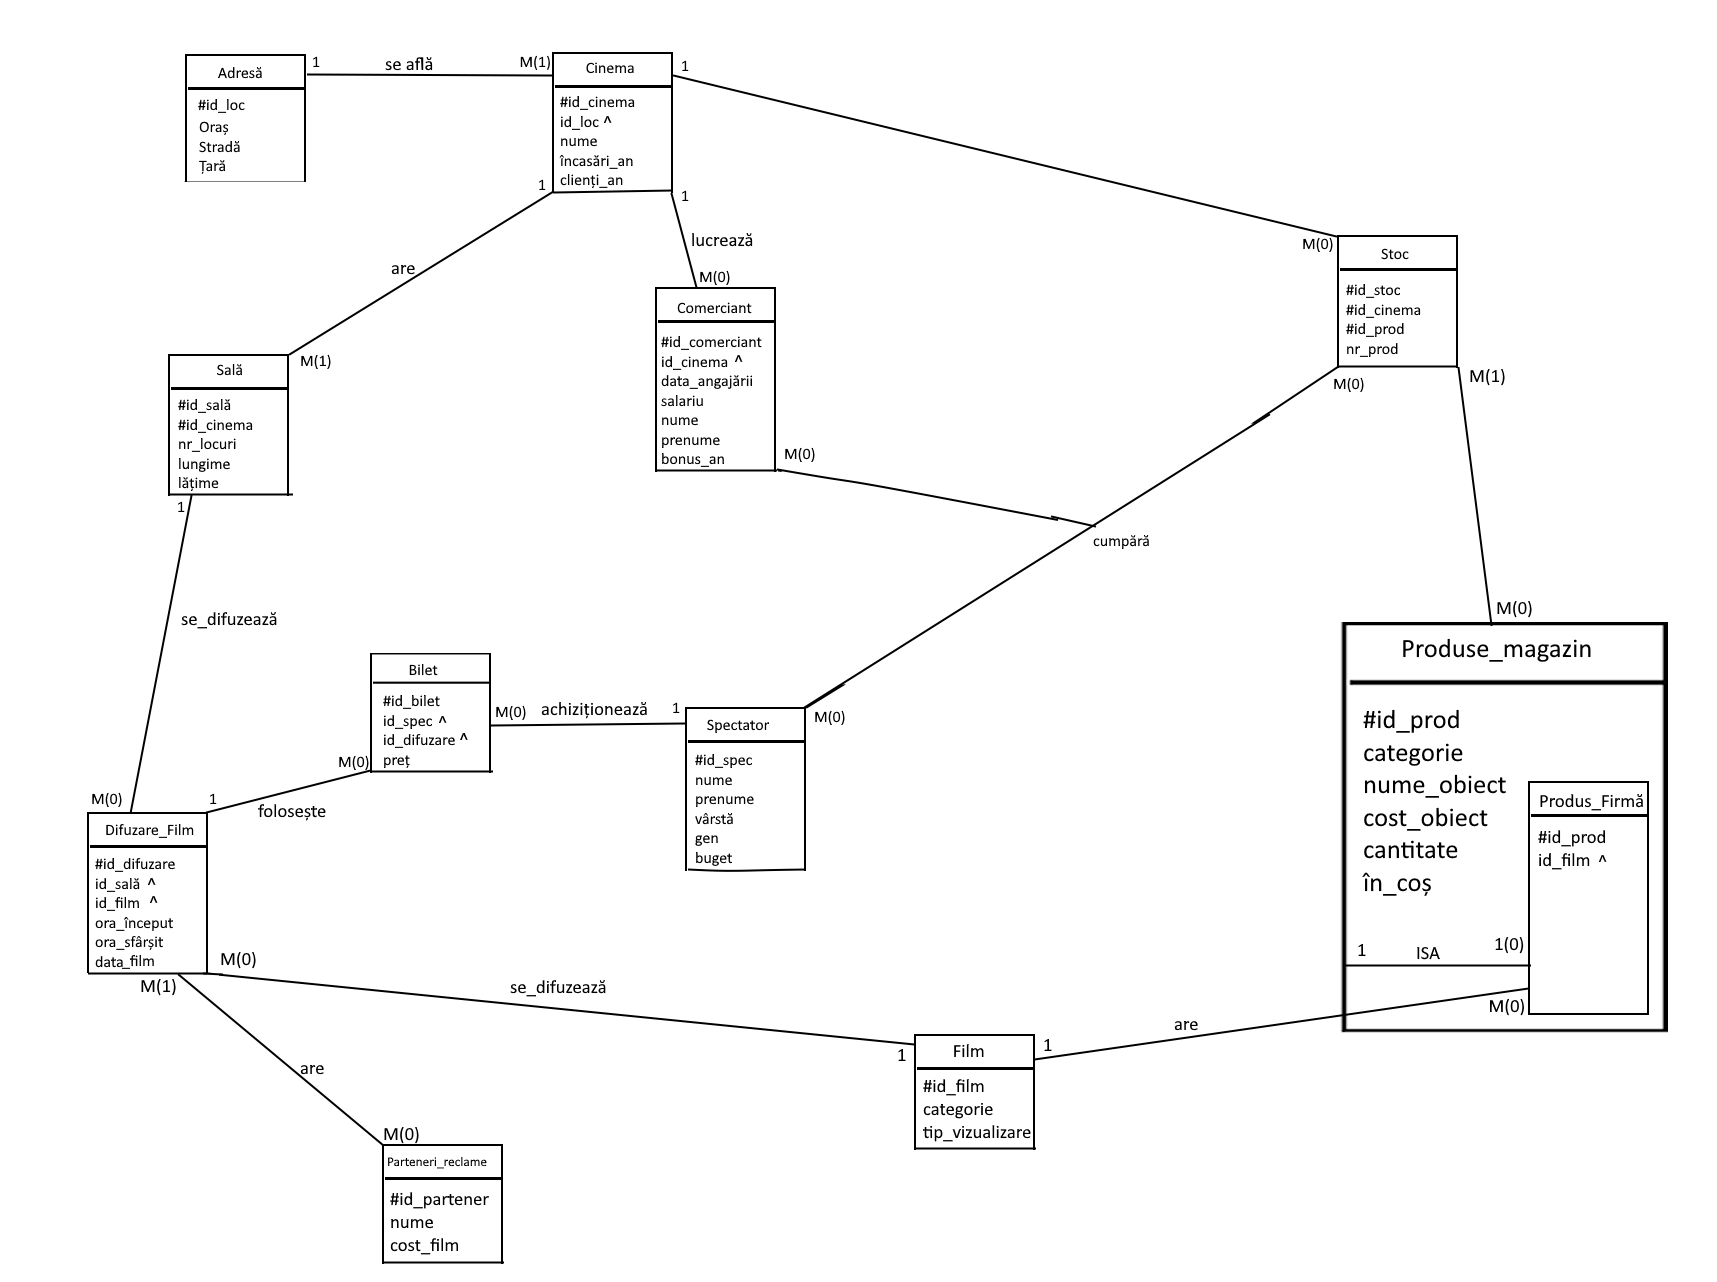 Adresă
#id_loc
Oraș
Stradă
Țară
1
se află
M(1)
Cinema
#id_cinema
id_loc ^
nume
încasări_an
clienți_an
1
1
1
are
M(1)
lucrează
M(0)
M(0)
Stoc
#id_stoc
#id_cinema
#id_prod
nr_prod
M(0)
M(1)
Comerciant
#id_comerciant
id_cinema ^
data_angajării
salariu
nume
prenume
bonus_an
M(0)
cumpără
Sală
#id_sală
#id_cinema
nr_locuri
lungime
lățime
1
se_difuzează
M(0)
Bilet
#id_bilet
id_spec ^
id_difuzare ^
preț
M(0)
achiziționează
1
M(0)
folosește
1
Spectator
#id_spec
nume
prenume
vârstă
gen
buget
M(0)
M(0)
Produse_magazin
#id_prod
categorie
nume_obiect
cost_obiect
cantitate
în_coș
Produs_Firmă
#id_prod
id_film ^
1
ISA
1(0)
M(0)
are
1
Difuzare_Film
#id_difuzare
id_sală ^
id_film ^
ora_început
ora_sfârșit
data_film
M(0)
M(1)
se_difuzează
1
Film
#id_film
categorie
tip_vizualizare
are
M(0)
Parteneri_reclame
#id_partener
nume
cost_film